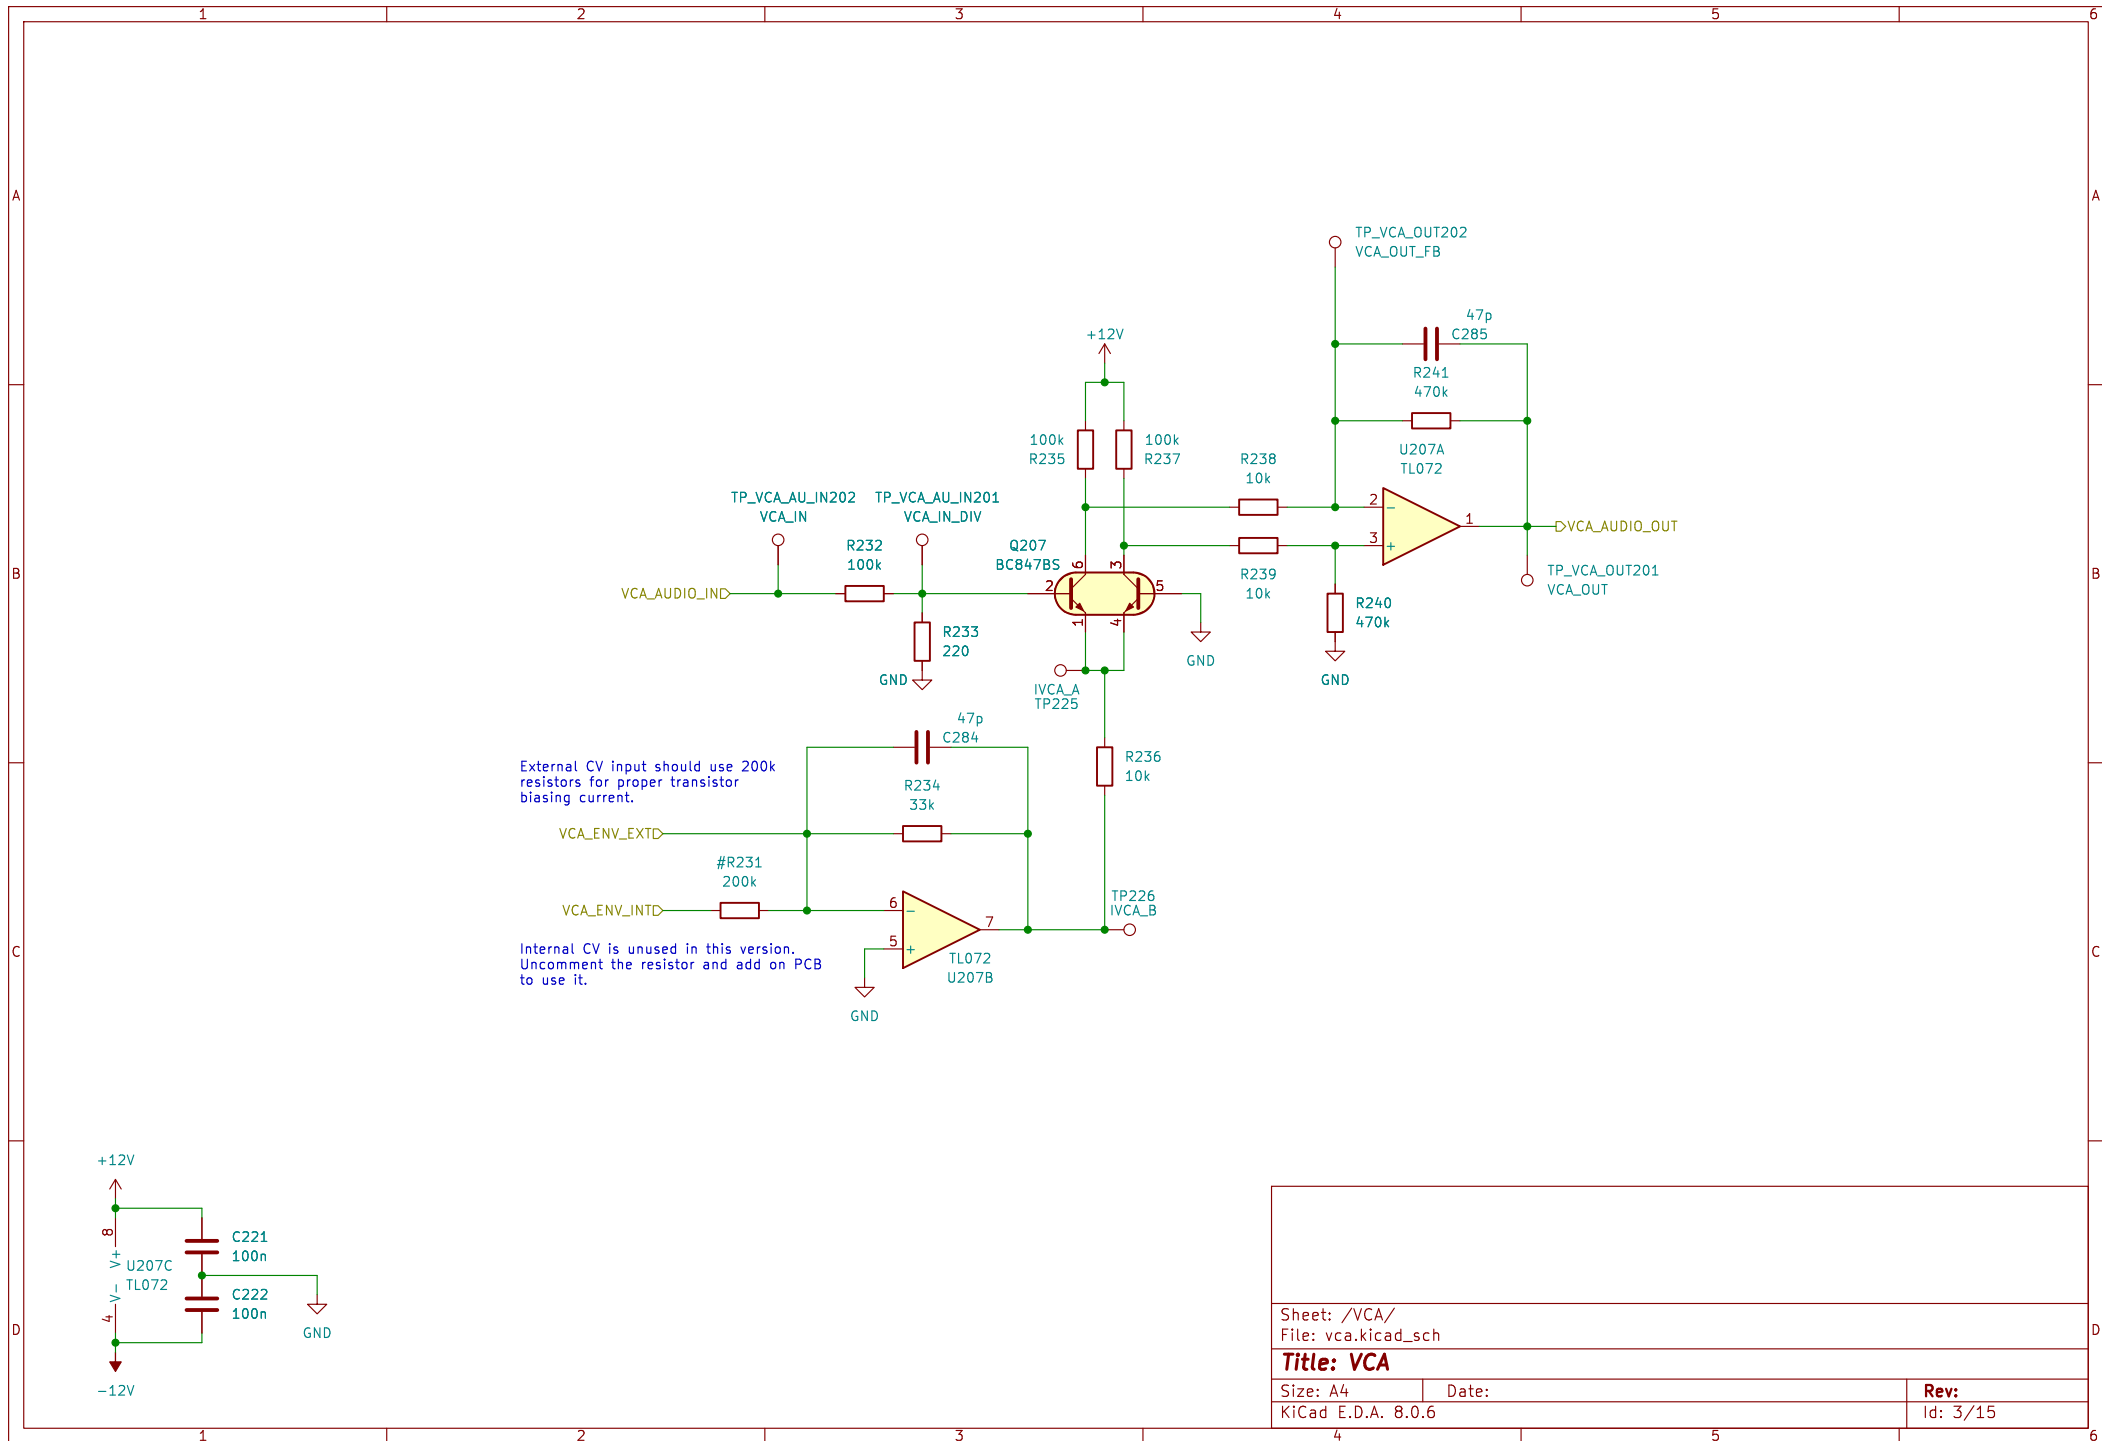 1 2 3 4 5 6
A A
TP_VCA_OUT202
VCA_OUT_FB
47p
C285
+12V
R241
470k
100k
R235
100k
R237
R238
10k
U207A
TL072
TP_VCA_AU_IN202
VCA_IN
TP_VCA_AU_IN201
VCA_IN_DIV
2
−
1
VCA_AUDIO_OUT
3
+
R232
100k
Q207
BC847BS
6
3
2
5
1
4
R239
10k
TP_VCA_OUT201
VCA_OUT
B B
VCA_AUDIO_IN
R233
220
GND
GND
R240
470k
GND
IVCA_A
TP225
47p
C284
R236
10k
External CV input should use 200k
resistors for proper transistor
biasing current.
R234
33k
VCA_ENV_EXT
#R231
200k
VCA_ENV_INT
6
−
7
5
+
TP226
IVCA_B
Internal CV is unused in this version.
Uncomment the resistor and add on PCB
to use it.
TL072
U207B
GND
C C
+12V
8
V+
U207C
TL072
V−
4
C221
100n
C222
100n
GND
-12V
D D
Sheet: /VCA/
File: vca.kicad_sch
Title: VCA
Size: A4
Date:
Rev:
KiCad E.D.A. 8.0.6
Id: 3/15
1 2 3 4 5 6